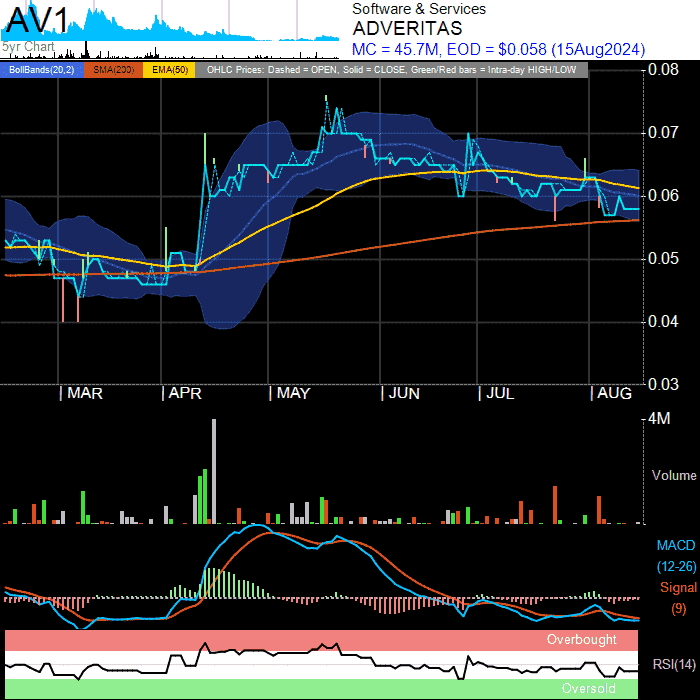 AV1
5yr Chart
Software & Services
ADVERITAS
MC = 45.7M, EOD = $0.058 (15Aug2024)
BollBands(20,2) SMA(200) EMA(50) OHLC Prices: Dashed = OPEN, Solid = CLOSE, Green/Red bars = Intra-day HIGH/LOW
0.08
0.07
0.06
0.05
0.04
0.03
MAR APR MAY JUN JUL AUG
4M
Volume
MACD
(12-26)
Signal
(9)
Overbought
RSI(14)
Oversold